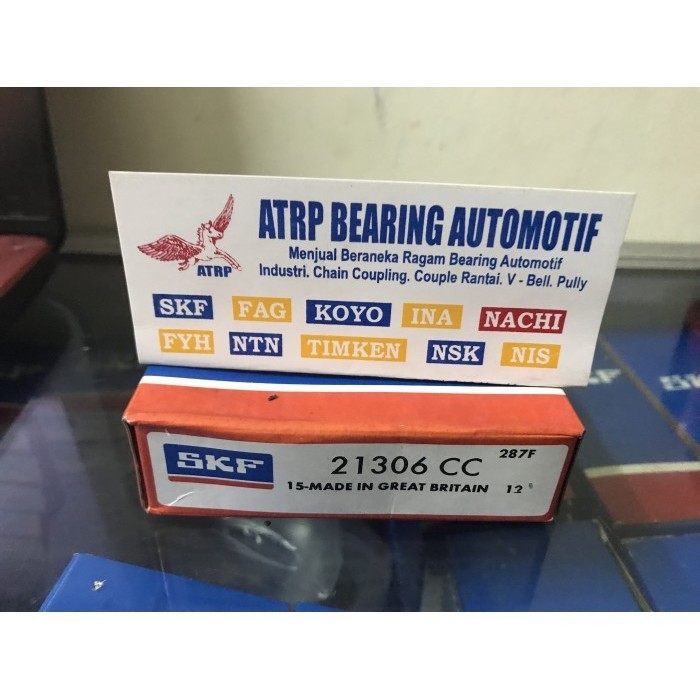 ATRP BEARING AUTOMOTIF
Menjual Beraneka Ragam Bearing Automotif
Industri. Chain Coupling. Couple Rantai. V - Bell. Pully
ATRP
SKF FAG KOYO INA NACHI
FYH NTN TIMKEN NSK NIS
287F
SKF 21306 CC
15-MADE IN GREAT BRITAIN 12
SKF